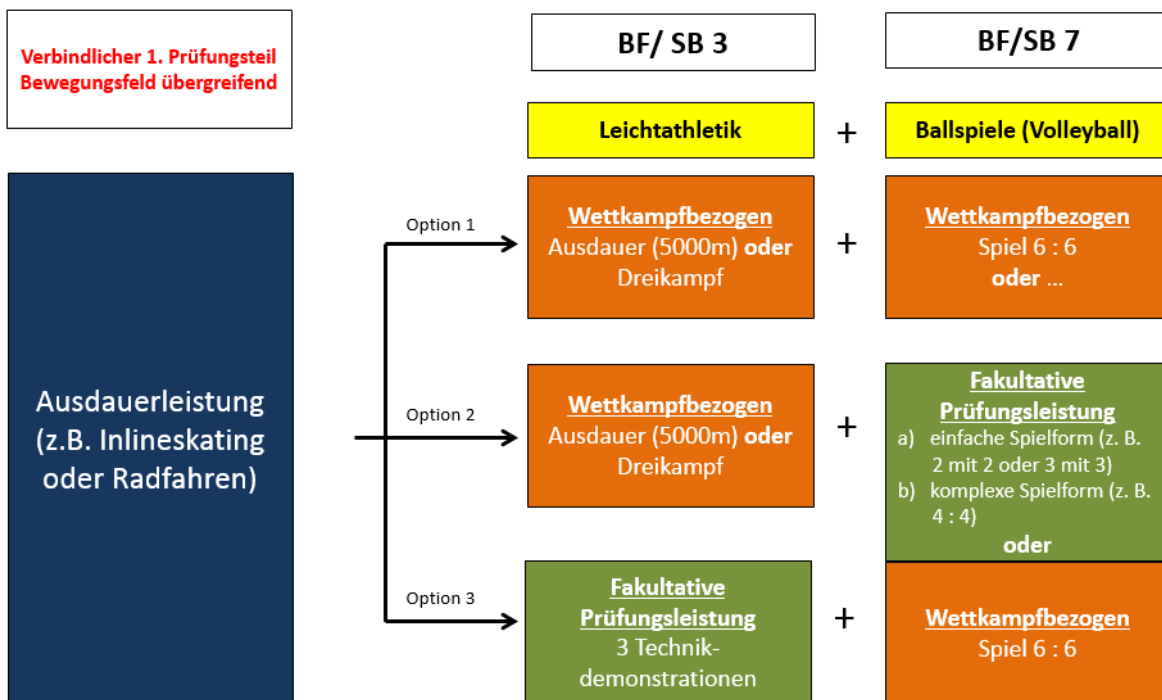 Verbindlicher 1. Prüfungsteil
Bewegungsfeld übergreifend
BF/ SB 3
BF/SB 7
Leichtathletik
+
Ballspiele (Volleyball)
Ausdauerleistung
(z.B. Inlineskating
oder Radfahren)
Option 1
Wettkampfbezogen
Ausdauer (5000m) oder
Dreikampf
+
Wettkampfbezogen
Spiel 6 : 6
oder ...
Option 2
Wettkampfbezogen
Ausdauer (5000m) oder
Dreikampf
+
Fakultative
Prüfungsleistung
a) einfache Spielform (z. B.
2 mit 2 oder 3 mit 3)
b) komplexe Spielform (z. B.
4 : 4)
oder
Option 3
Fakultative
Prüfungsleistung
3 Technik-
demonstrationen
+
Wettkampfbezogen
Spiel 6 : 6